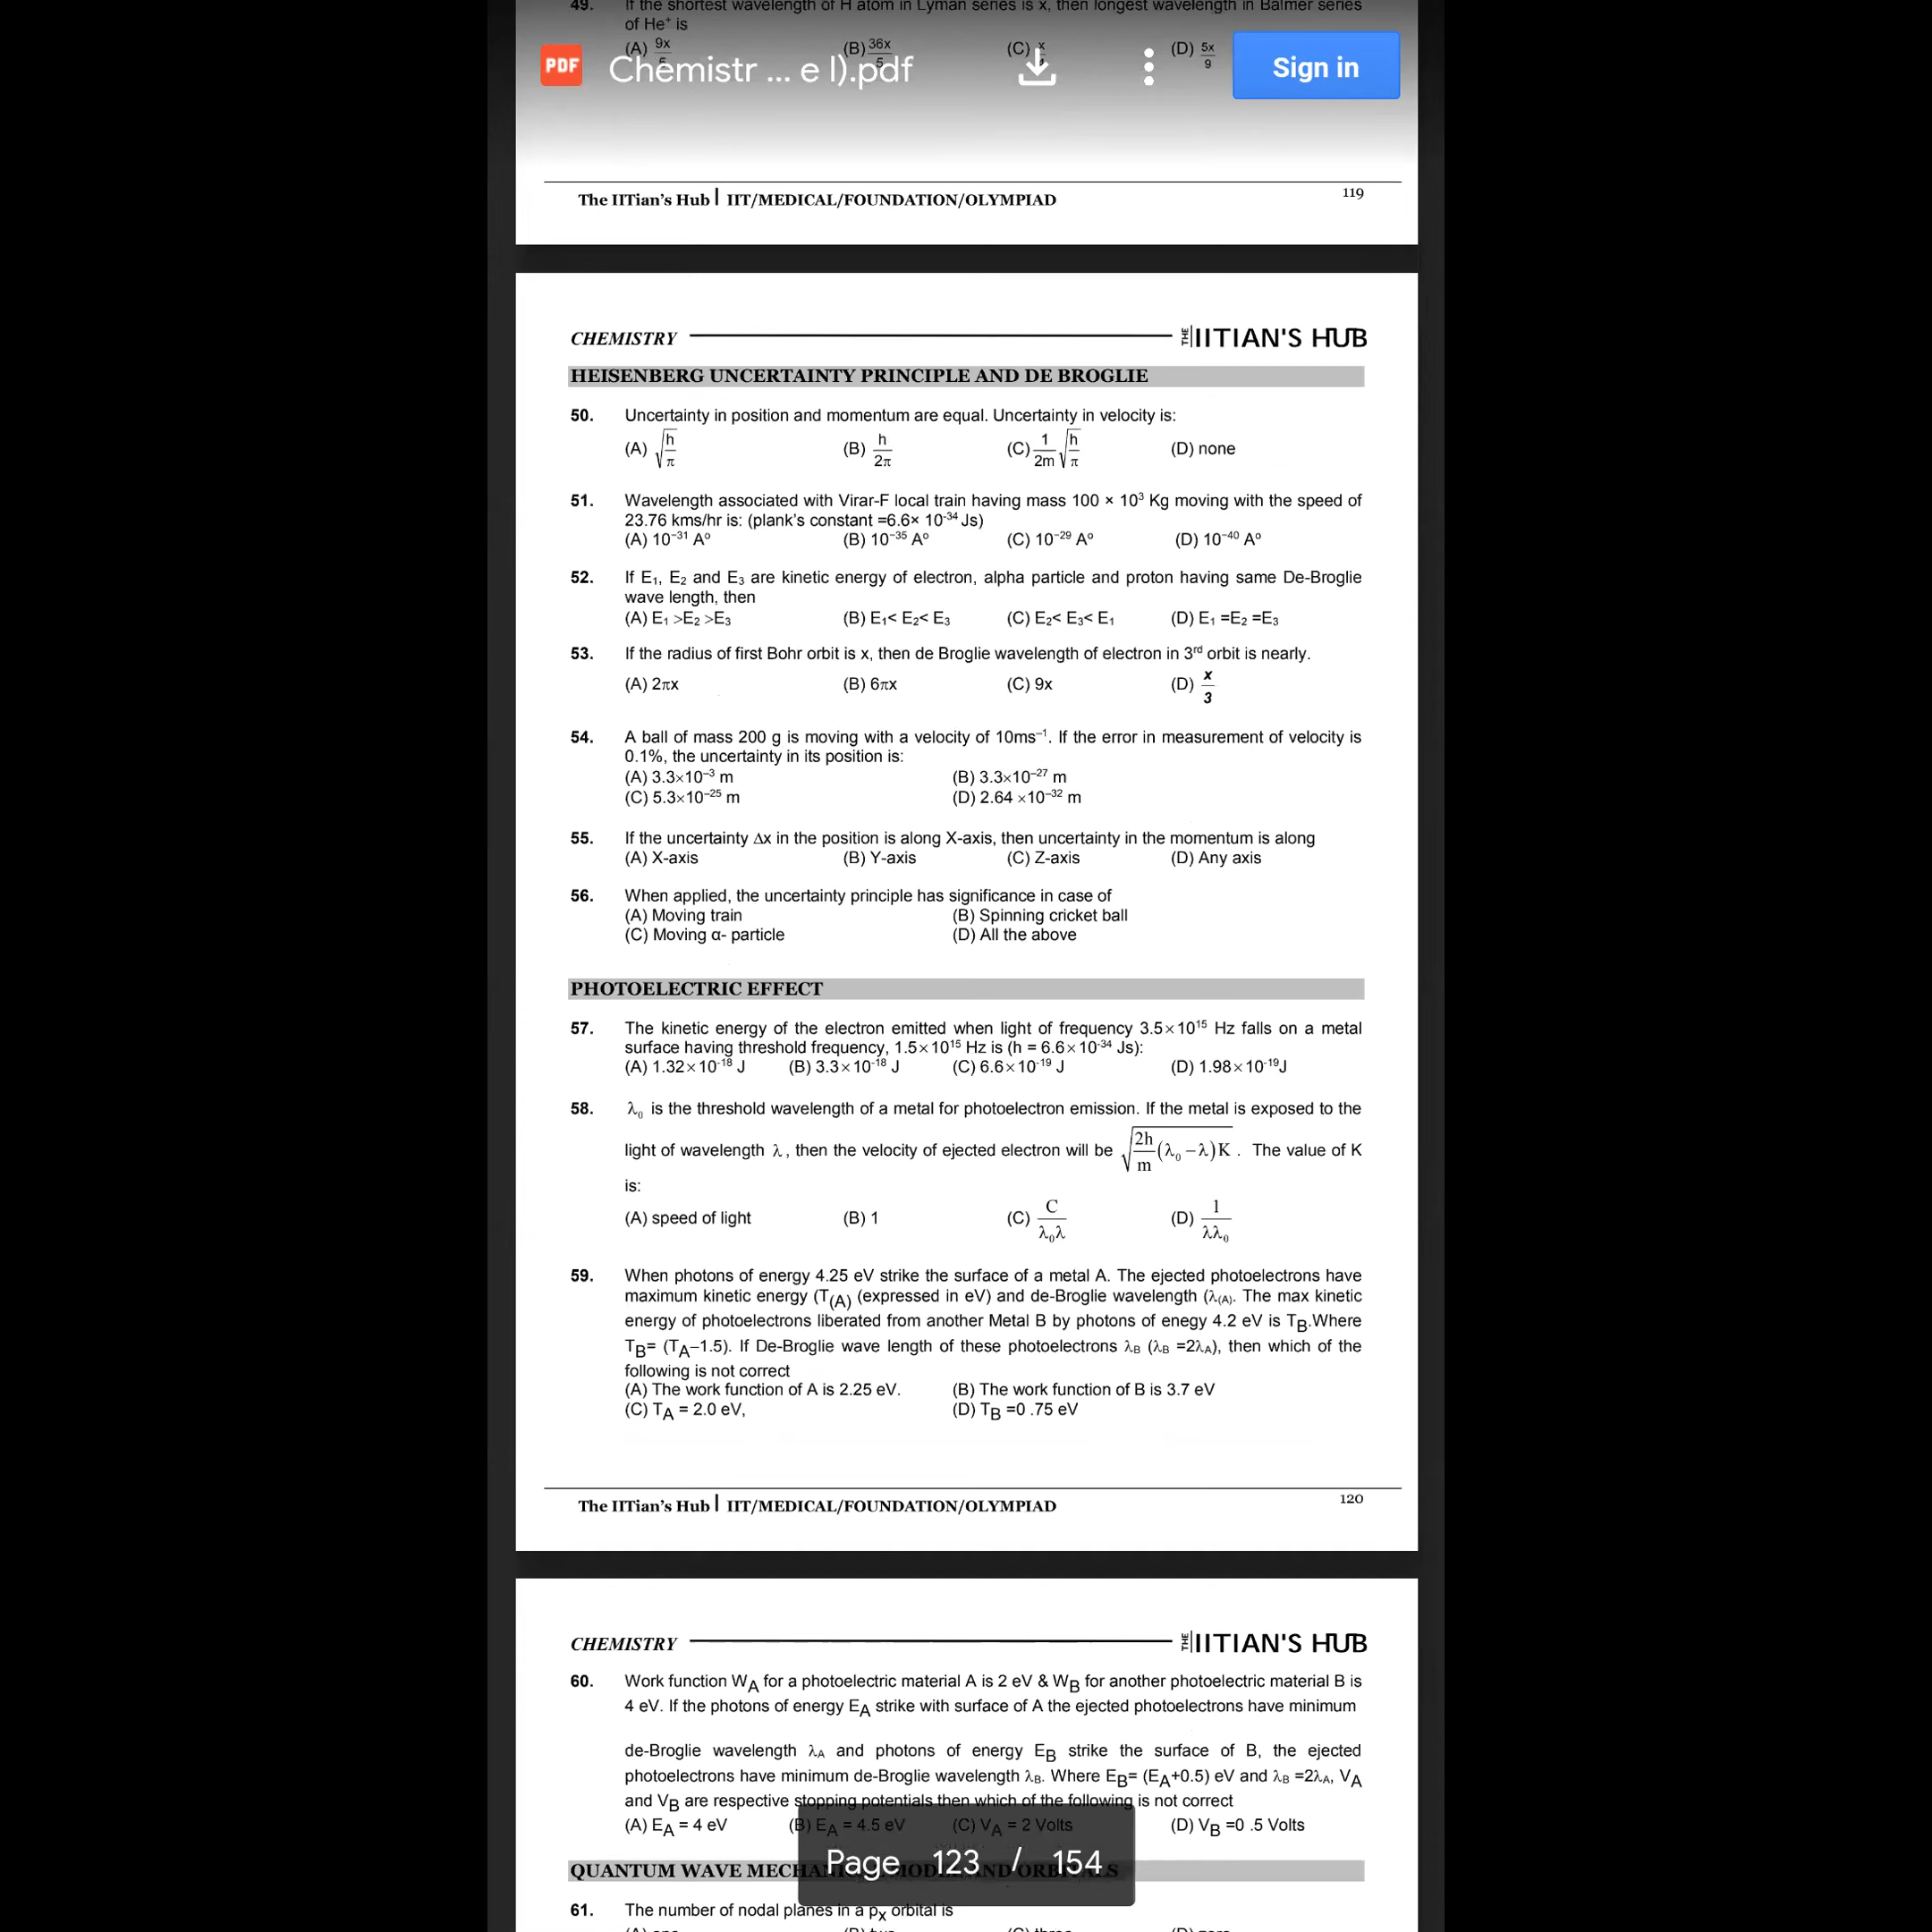 49. If the shortest wavelength of H atom in Lyman series is x, then longest wavelength in Balmer series
of He⁺ is
(A) 9x/5 (B) 36x/5 (C) (D) 5x/9
PDF Chemistr ... e I).pdf Sign in
The IITian's Hub | IIT/MEDICAL/FOUNDATION/OLYMPIAD 119
CHEMISTRY THE IITIAN'S HUB
HEISENBERG UNCERTAINTY PRINCIPLE AND DE BROGLIE
50. Uncertainty in position and momentum are equal. Uncertainty in velocity is:
(A) √(h/π) (B) h/2π (C) 1/2m √(h/π) (D) none
51. Wavelength associated with Virar-F local train having mass 100 × 10³ Kg moving with the speed of
23.76 kms/hr is: (plank's constant =6.6× 10⁻³⁴ Js)
(A) 10⁻³¹ Aº (B) 10⁻³⁵ Aº (C) 10⁻²⁹ Aº (D) 10⁻⁴⁰ Aº
52. If E₁, E₂ and E₃ are kinetic energy of electron, alpha particle and proton having same De-Broglie
wave length, then
(A) E₁ >E₂ >E₃ (B) E₁< E₂< E₃ (C) E₂< E₃< E₁ (D) E₁ =E₂ =E₃
53. If the radius of first Bohr orbit is x, then de Broglie wavelength of electron in 3ʳᵈ orbit is nearly.
(A) 2πx (B) 6πx (C) 9x (D) x/3
54. A ball of mass 200 g is moving with a velocity of 10ms⁻¹. If the error in measurement of velocity is
0.1%, the uncertainty in its position is:
(A) 3.3×10⁻³ m (B) 3.3×10⁻²⁷ m
(C) 5.3×10⁻²⁵ m (D) 2.64 ×10⁻³² m
55. If the uncertainty Δx in the position is along X-axis, then uncertainty in the momentum is along
(A) X-axis (B) Y-axis (C) Z-axis (D) Any axis
56. When applied, the uncertainty principle has significance in case of
(A) Moving train (B) Spinning cricket ball
(C) Moving α- particle (D) All the above
PHOTOELECTRIC EFFECT
57. The kinetic energy of the electron emitted when light of frequency 3.5×10¹⁵ Hz falls on a metal
surface having threshold frequency, 1.5×10¹⁵ Hz is (h = 6.6×10⁻³⁴ Js):
(A) 1.32×10⁻¹⁸ J (B) 3.3×10⁻¹⁸ J (C) 6.6×10⁻¹⁹ J (D) 1.98×10⁻¹⁹J
58. λ₀ is the threshold wavelength of a metal for photoelectron emission. If the metal is exposed to the
light of wavelength λ, then the velocity of ejected electron will be √(2h/m (λ₀ – λ) K) . The value of K
is:
(A) speed of light (B) 1 (C) C/λ₀λ (D) 1/λλ₀
59. When photons of energy 4.25 eV strike the surface of a metal A. The ejected photoelectrons have
maximum kinetic energy (T(A) (expressed in eV) and de-Broglie wavelength (λ(A). The max kinetic
energy of photoelectrons liberated from another Metal B by photons of enegy 4.2 eV is TB.Where
TB= (TA–1.5). If De-Broglie wave length of these photoelectrons λB (λB =2λA), then which of the
following is not correct
(A) The work function of A is 2.25 eV. (B) The work function of B is 3.7 eV
(C) TA = 2.0 eV, (D) TB =0 .75 eV
The IITian's Hub | IIT/MEDICAL/FOUNDATION/OLYMPIAD 120
CHEMISTRY THE IITIAN'S HUB
60. Work function WA for a photoelectric material A is 2 eV & WB for another photoelectric material B is
4 eV. If the photons of energy EA strike with surface of A the ejected photoelectrons have minimum
de-Broglie wavelength λA and photons of energy EB strike the surface of B, the ejected
photoelectrons have minimum de-Broglie wavelength λB. Where EB= (EA+0.5) eV and λB =2λA, VA
and VB are respective stopping potentials then which of the following is not correct
(A) EA = 4 eV (B) EA = 4.5 eV (C) VA = 2 Volts (D) VB =0 .5 Volts
Page 123 / 154
QUANTUM WAVE MECHAN AND ORBITALS
61. The number of nodal planes in a px orbital is